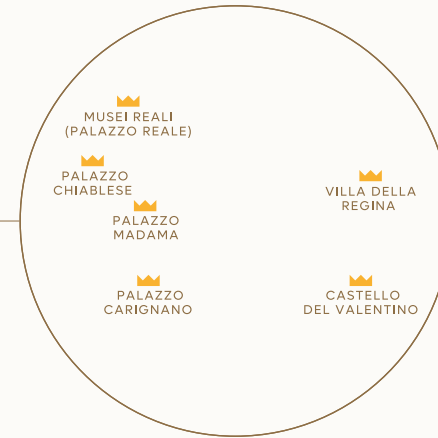 MUSEI REALI
(PALAZZO REALE)
PALAZZO
CHIABLESE
PALAZZO
MADAMA
VILLA DELLA
REGINA
PALAZZO
CARIGNANO
CASTELLO
DEL VALENTINO